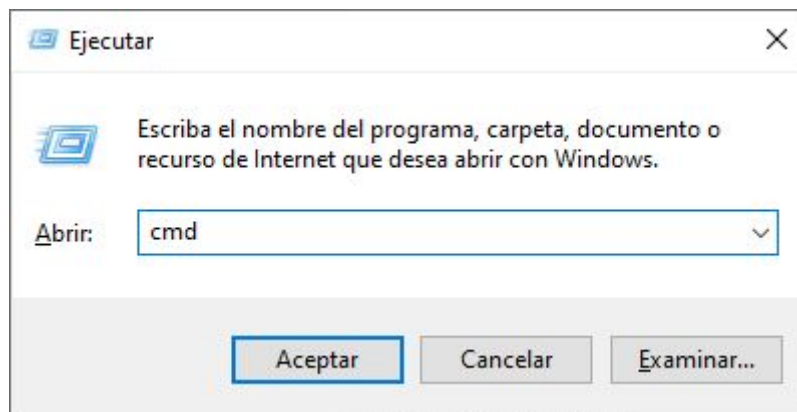 Ejecutar
Escriba el nombre del programa, carpeta, documento o
recurso de Internet que desea abrir con Windows.
Abrir: cmd
Aceptar Cancelar Examinar...